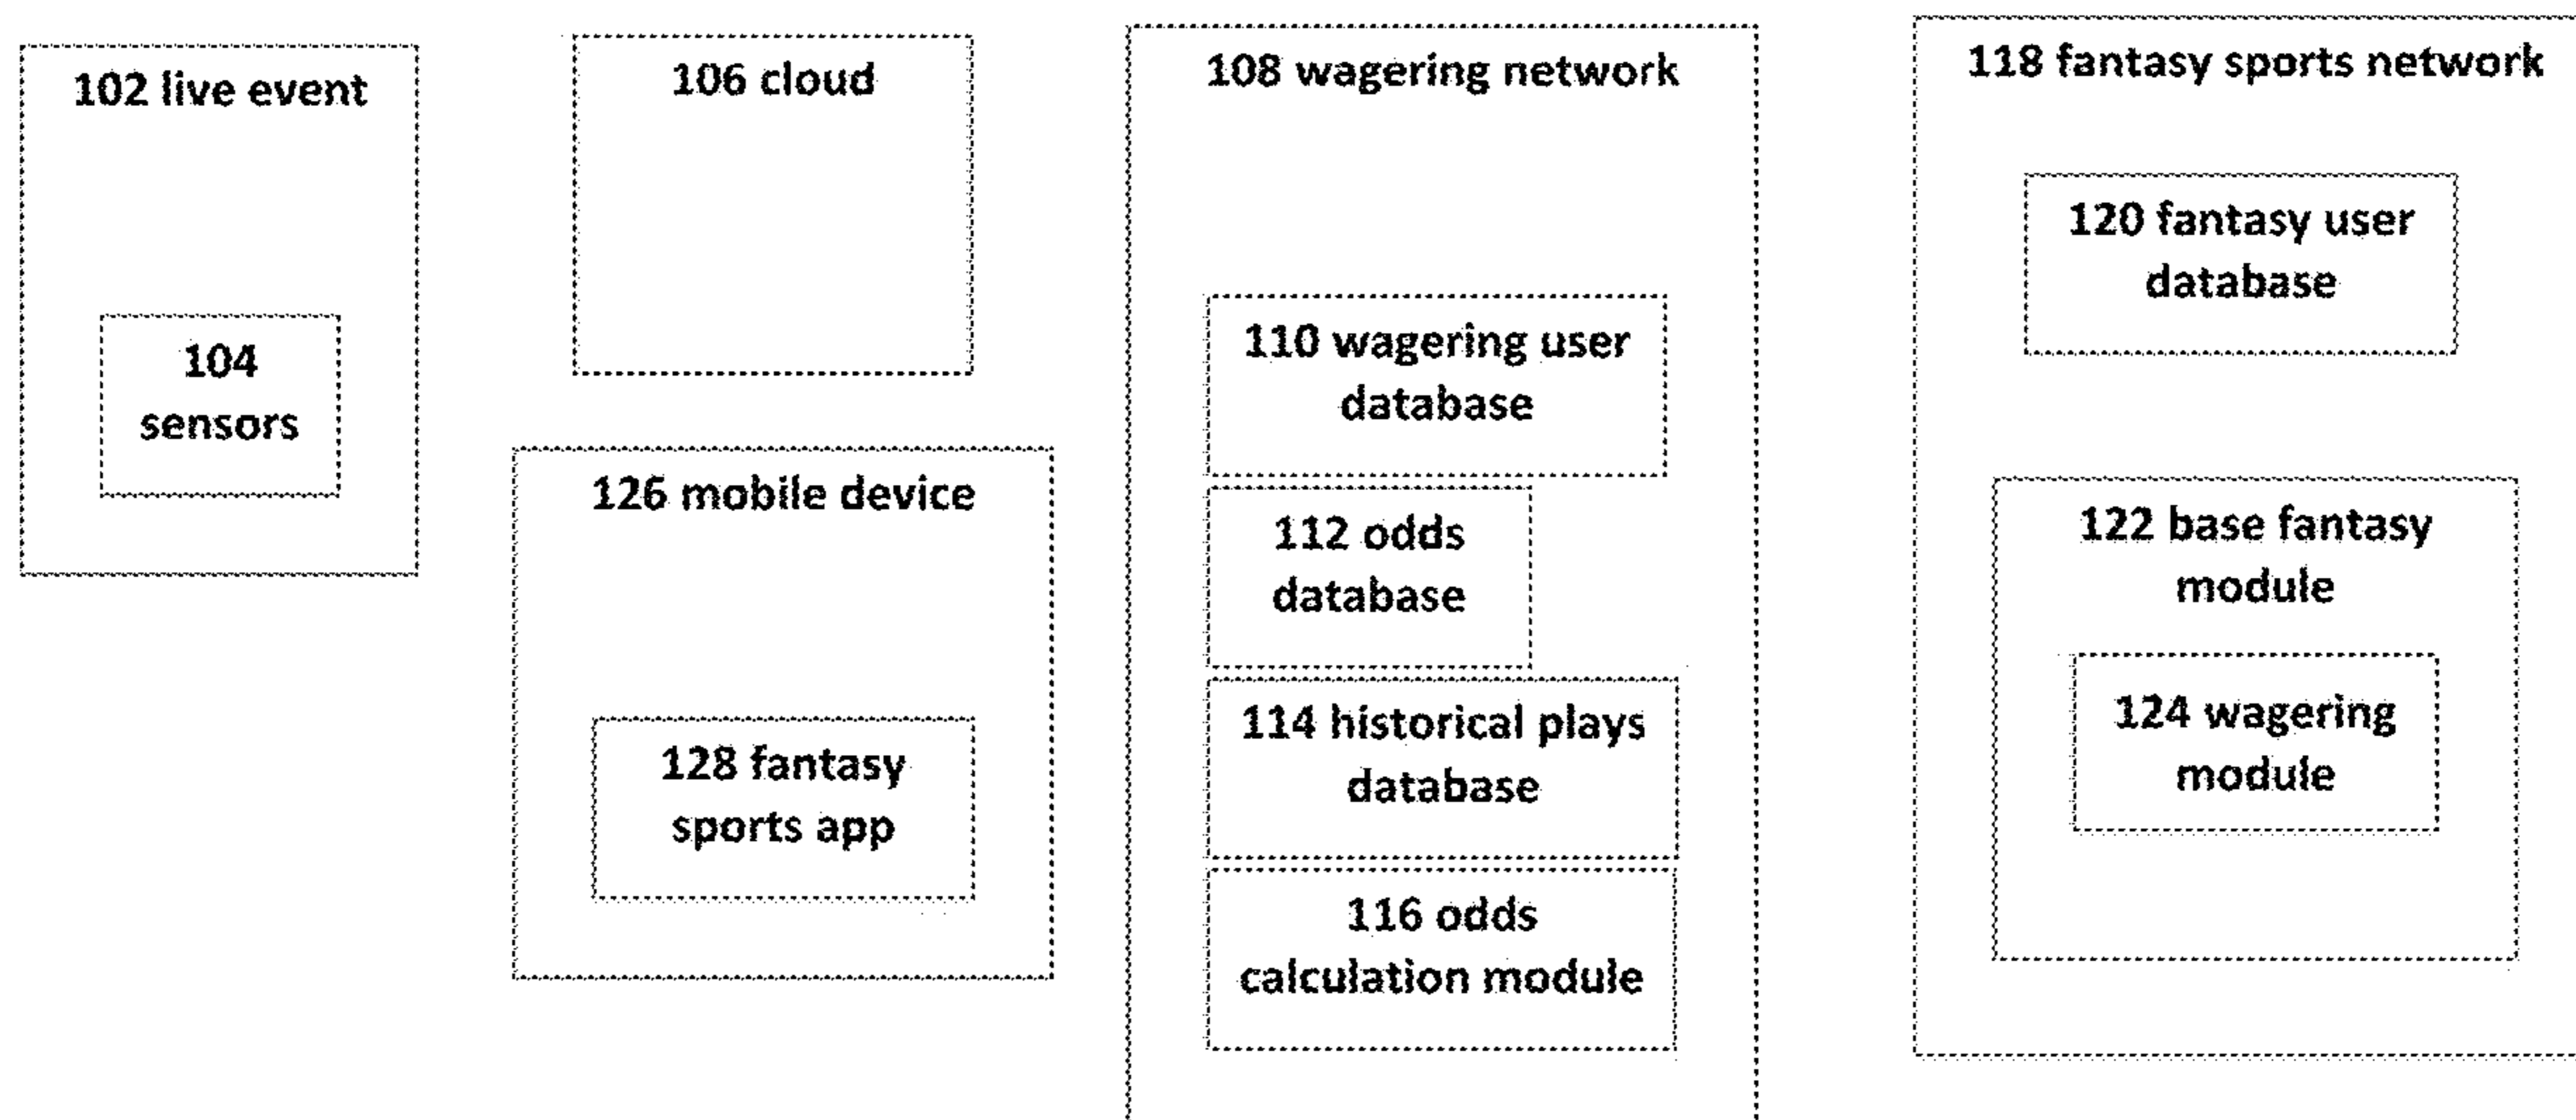 102 live event
104
sensors
106 cloud
126 mobile device
128 fantasy
sports app
108 wagering network
110 wagering user
database
112 odds
database
114 historical plays
database
116 odds
calculation module
118 fantasy sports network
120 fantasy user
database
122 base fantasy
module
124 wagering
module